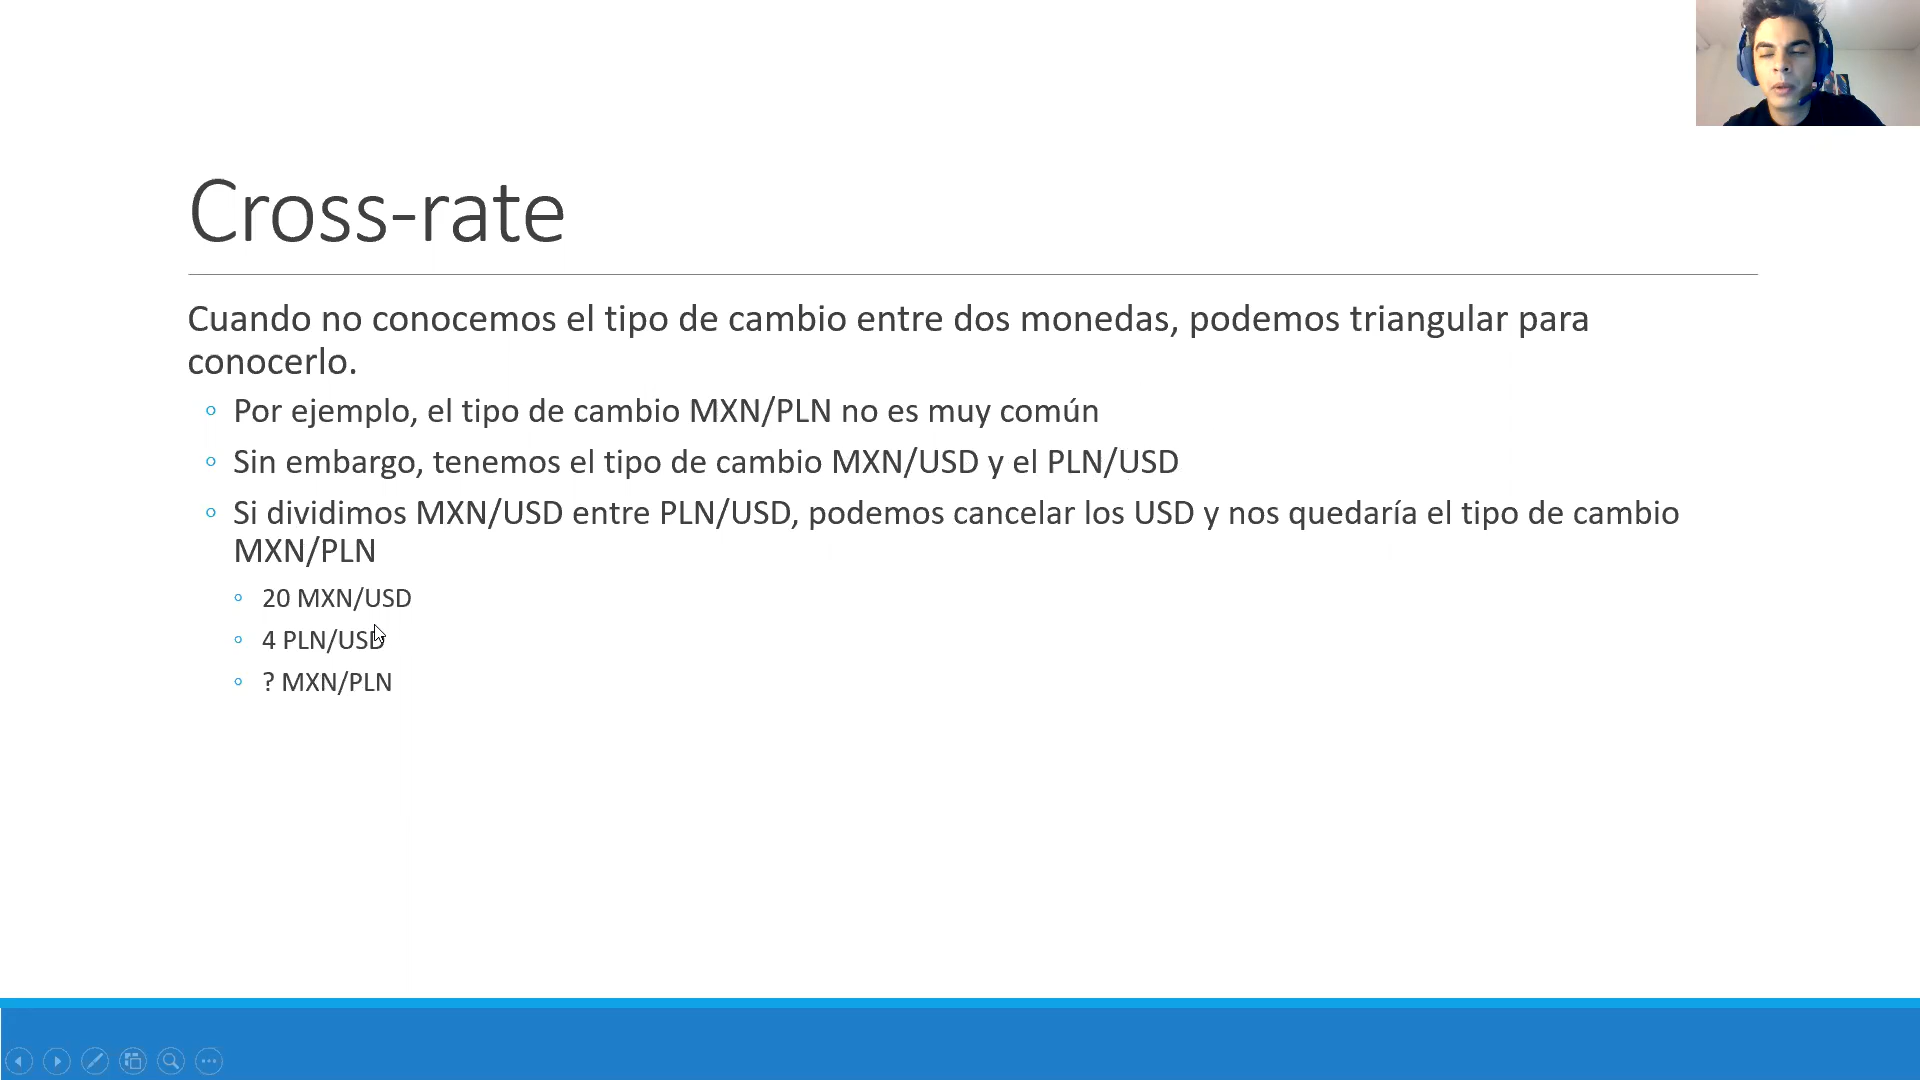 Cross-rate
Cuando no conocemos el tipo de cambio entre dos monedas, podemos triangular para
conocerlo.
◦ Por ejemplo, el tipo de cambio MXN/PLN no es muy común
◦ Sin embargo, tenemos el tipo de cambio MXN/USD y el PLN/USD
◦ Si dividimos MXN/USD entre PLN/USD, podemos cancelar los USD y nos quedaría el tipo de cambio
MXN/PLN
◦ 20 MXN/USD
◦ 4 PLN/USD
◦ ? MXN/PLN